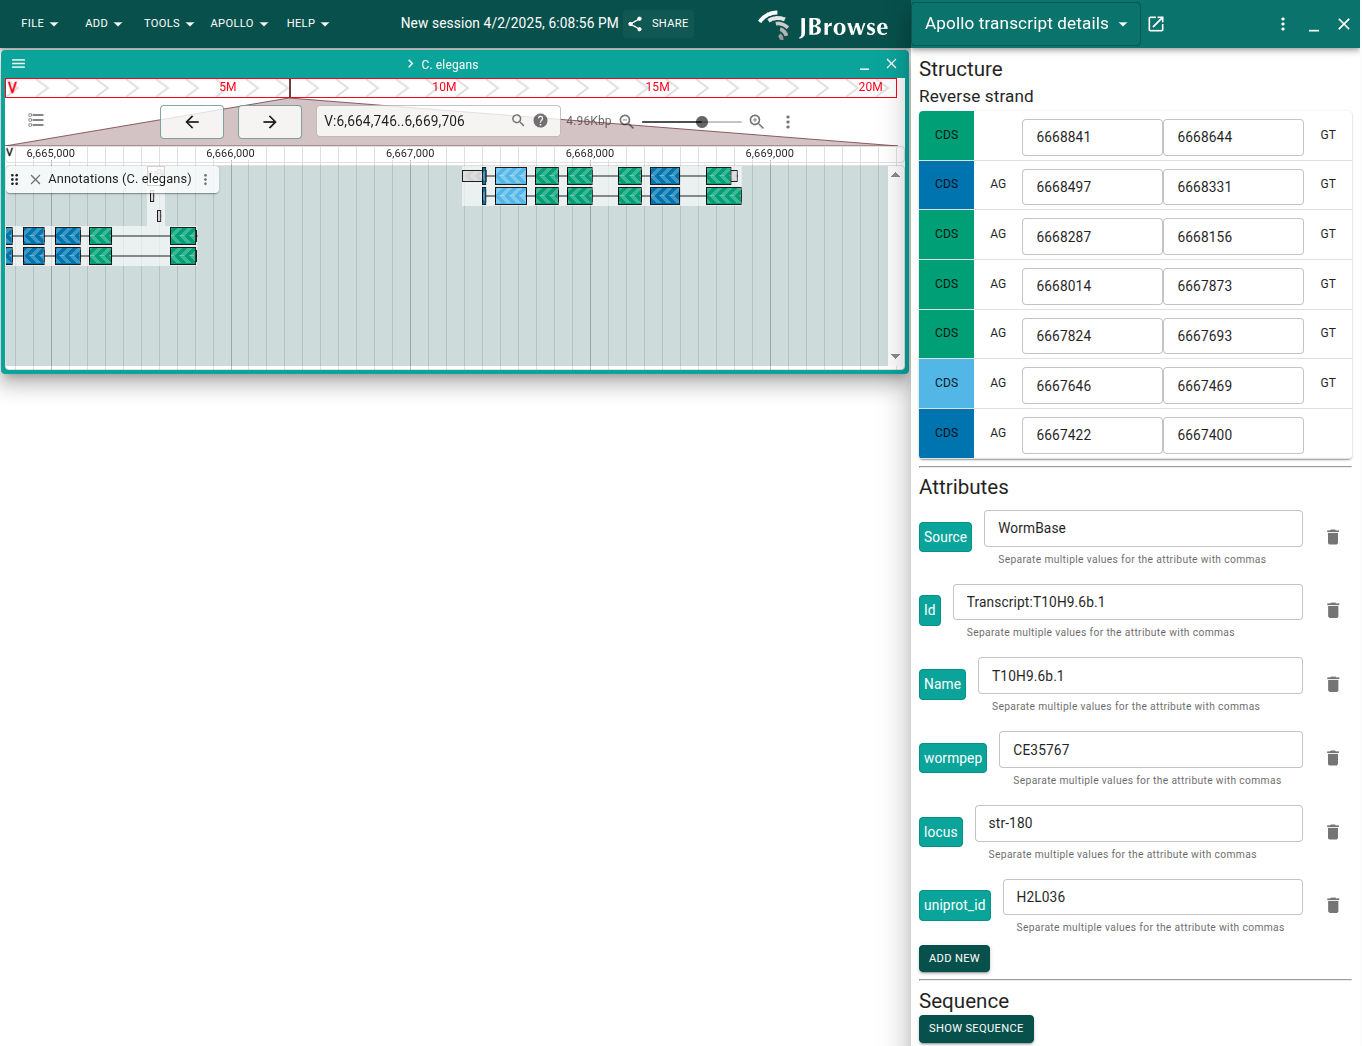 FILE ADD TOOLS APOLLO HELP New session 4/2/2025, 6:08:56 PM SHARE JBrowse
C. elegans
V 5M 10M 15M 20M
V:6,664,746..6,669,706 4.96Kbp
V 6,665,000 6,666,000 6,667,000 6,668,000 6,669,000
Annotations (C. elegans)
Apollo transcript details
Structure
Reverse strand
CDS 6668841 6668644 GT
CDS AG 6668497 6668331 GT
CDS AG 6668287 6668156 GT
CDS AG 6668014 6667873 GT
CDS AG 6667824 6667693 GT
CDS AG 6667646 6667469 GT
CDS AG 6667422 6667400
Attributes
Source WormBase
Separate multiple values for the attribute with commas
Id Transcript:T10H9.6b.1
Separate multiple values for the attribute with commas
Name T10H9.6b.1
Separate multiple values for the attribute with commas
wormpep CE35767
Separate multiple values for the attribute with commas
locus str-180
Separate multiple values for the attribute with commas
uniprot_id H2L036
Separate multiple values for the attribute with commas
ADD NEW
Sequence
SHOW SEQUENCE